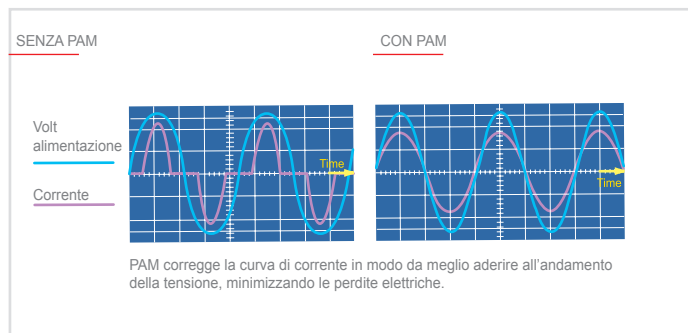 SENZA PAM
CON PAM
Volt
alimentazione
Corrente
Time
Time
PAM corregge la curva di corrente in modo da meglio aderire all'andamento
della tensione, minimizzando le perdite elettriche.